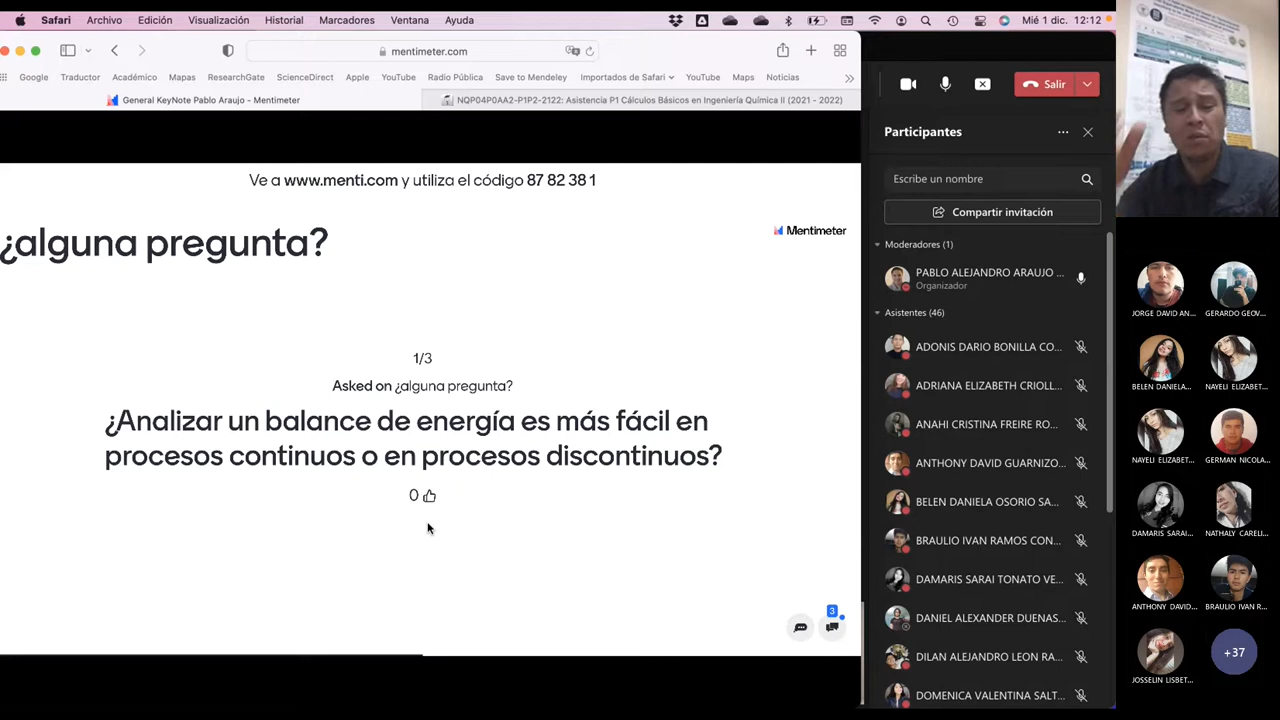 Safari Archivo Edición Visualización Historial Marcadores Ventana Ayuda Mié 1 dic. 12:12
mentimeter.com
Google Traductor Académico Mapas ResearchGate ScienceDirect Apple YouTube Radio Pública Save to Mendeley Importados de Safari YouTube Maps Noticias
General KeyNote Pablo Araujo - Mentimeter
NQP04P0AA2-P1P2-2122: Asistencia P1 Cálculos Básicos en Ingeniería Química II (2021 - 2022)
Ve a www.menti.com y utiliza el código 87 82 38 1
¿alguna pregunta?
Mentimeter
1/3
Asked on ¿alguna pregunta?
¿Analizar un balance de energía es más fácil en
procesos continuos o en procesos discontinuos?
0
3
Salir
Participantes
Escribe un nombre
Compartir invitación
Moderadores (1)
PABLO ALEJANDRO ARAUJO ...
Organizador
Asistentes (46)
ADONIS DARIO BONILLA CO...
ADRIANA ELIZABETH CRIOLL...
ANAHI CRISTINA FREIRE RO...
ANTHONY DAVID GUARNIZO...
BELEN DANIELA OSORIO SA...
BRAULIO IVAN RAMOS CON...
DAMARIS SARAI TONATO VE...
DANIEL ALEXANDER DUENAS...
DILAN ALEJANDRO LEON RA...
DOMENICA VALENTINA SALT...
JORGE DAVID AN...
GERARDO GEOV...
BELEN DANIELA...
NAYELI ELIZABET...
NAYELI ELIZABET...
GERMAN NICOLA...
DAMARIS SARAI...
NATHALY CARELI...
ANTHONY DAVID...
BRAULIO IVAN R...
JOSSELIN LISBET...
+37